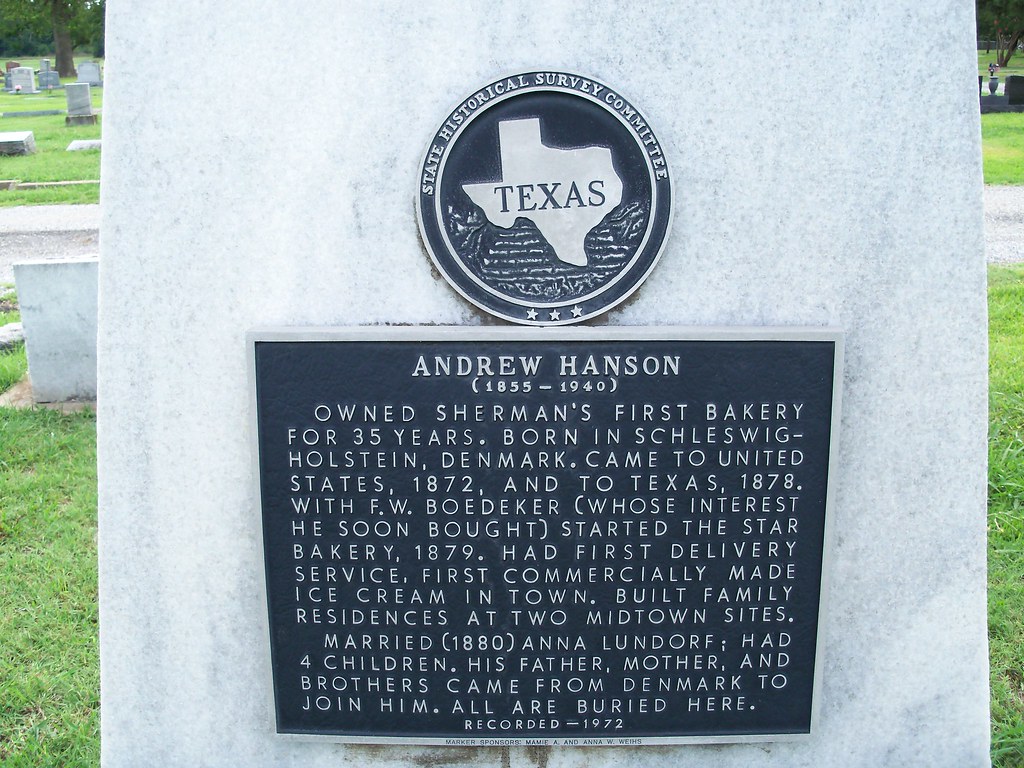 STATE HISTORICAL SURVEY COMMITTEE
TEXAS
ANDREW HANSON
(1855 – 1940)
OWNED SHERMAN'S FIRST BAKERY
FOR 35 YEARS. BORN IN SCHLESWIG-
HOLSTEIN, DENMARK. CAME TO UNITED
STATES, 1872, AND TO TEXAS, 1878.
WITH F.W. BOEDEKER (WHOSE INTEREST
HE SOON BOUGHT) STARTED THE STAR
BAKERY, 1879. HAD FIRST DELIVERY
SERVICE, FIRST COMMERCIALLY MADE
ICE CREAM IN TOWN. BUILT FAMILY
RESIDENCES AT TWO MIDTOWN SITES.
MARRIED (1880) ANNA LUNDORF; HAD
4 CHILDREN. HIS FATHER, MOTHER, AND
BROTHERS CAME FROM DENMARK TO
JOIN HIM. ALL ARE BURIED HERE.
RECORDED – 1972
MARKER SPONSORS: MAMIE A. AND ANNA W. WEIHS